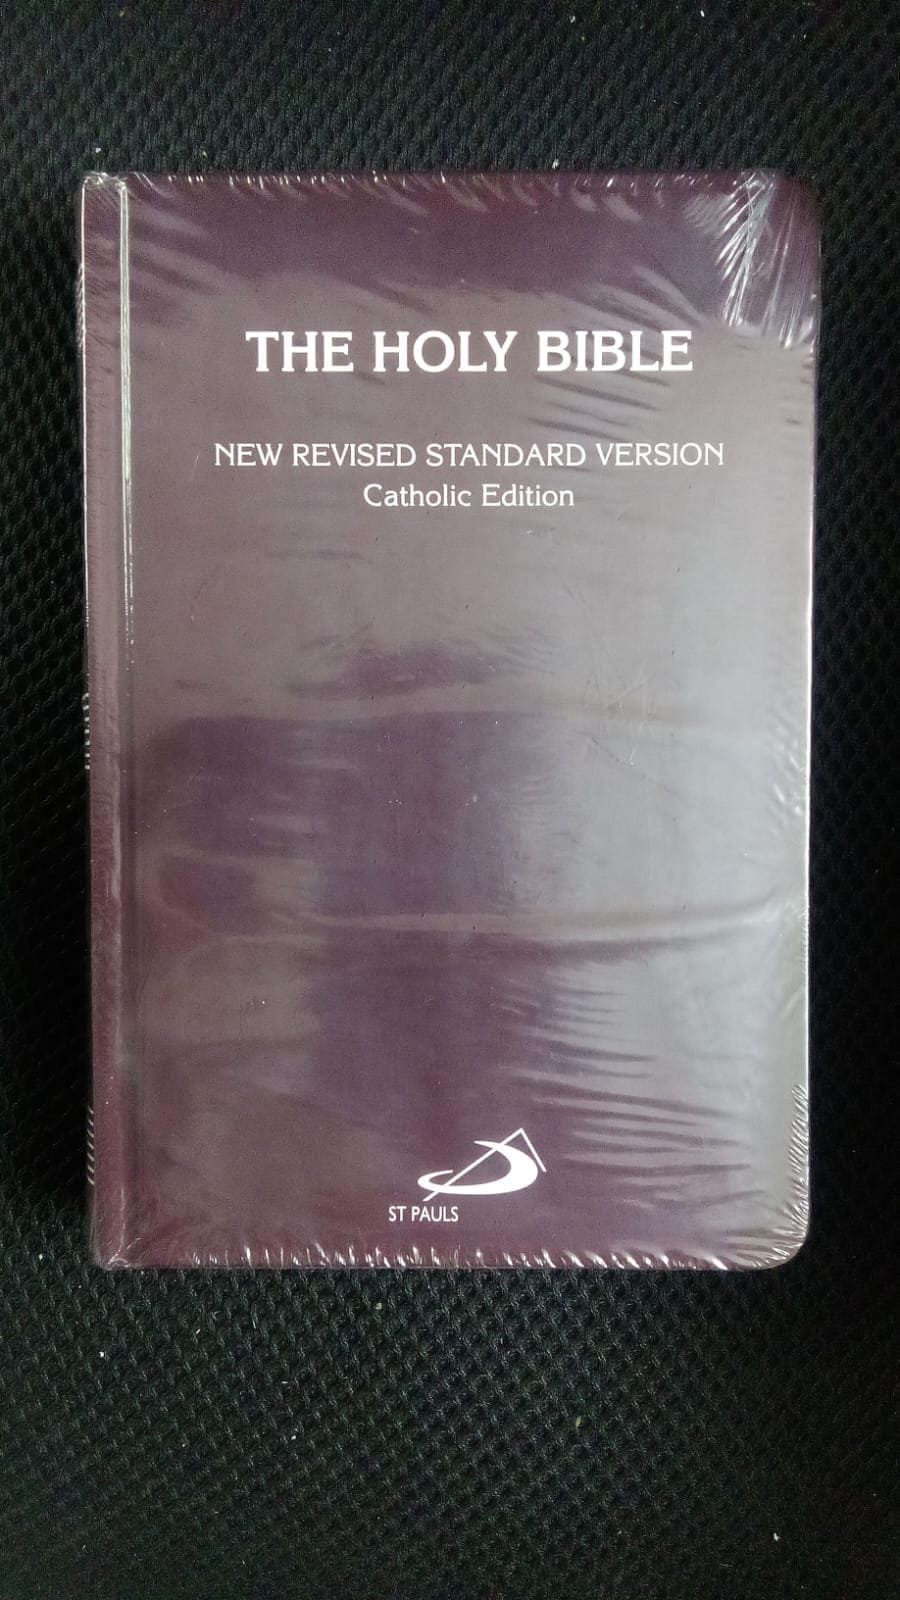 THE HOLY BIBLE
NEW REVISED STANDARD VERSION
Catholic Edition
ST PAULS